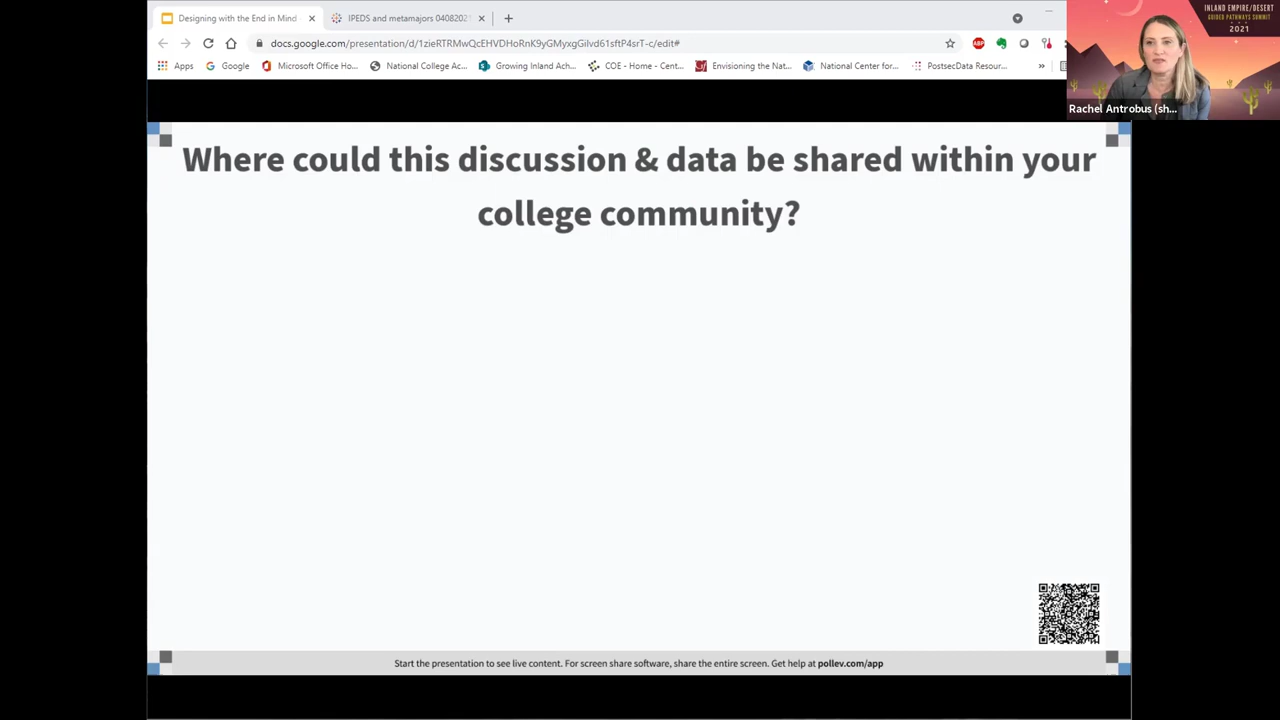 Designing with the End in Mind
IPEDS and metamajors 0408202
docs.google.com/presentation/d/1zieRTRMwQcEHVDHoRnK9yGMyxgGilvd61sftP4srT-c/edit#
Apps
Google
Microsoft Office Ho...
National College Ac...
Growing Inland Ach...
COE - Home - Cent...
Envisioning the Nat...
National Center for...
PostsecData Resour...
»
ABP
INLAND EMPIRE/DESERT
GUIDED PATHWAYS SUMMIT
2021
Rachel Antrobus (sh...
Where could this discussion & data be shared within your
college community?
Start the presentation to see live content. For screen share software, share the entire screen. Get help at pollev.com/app